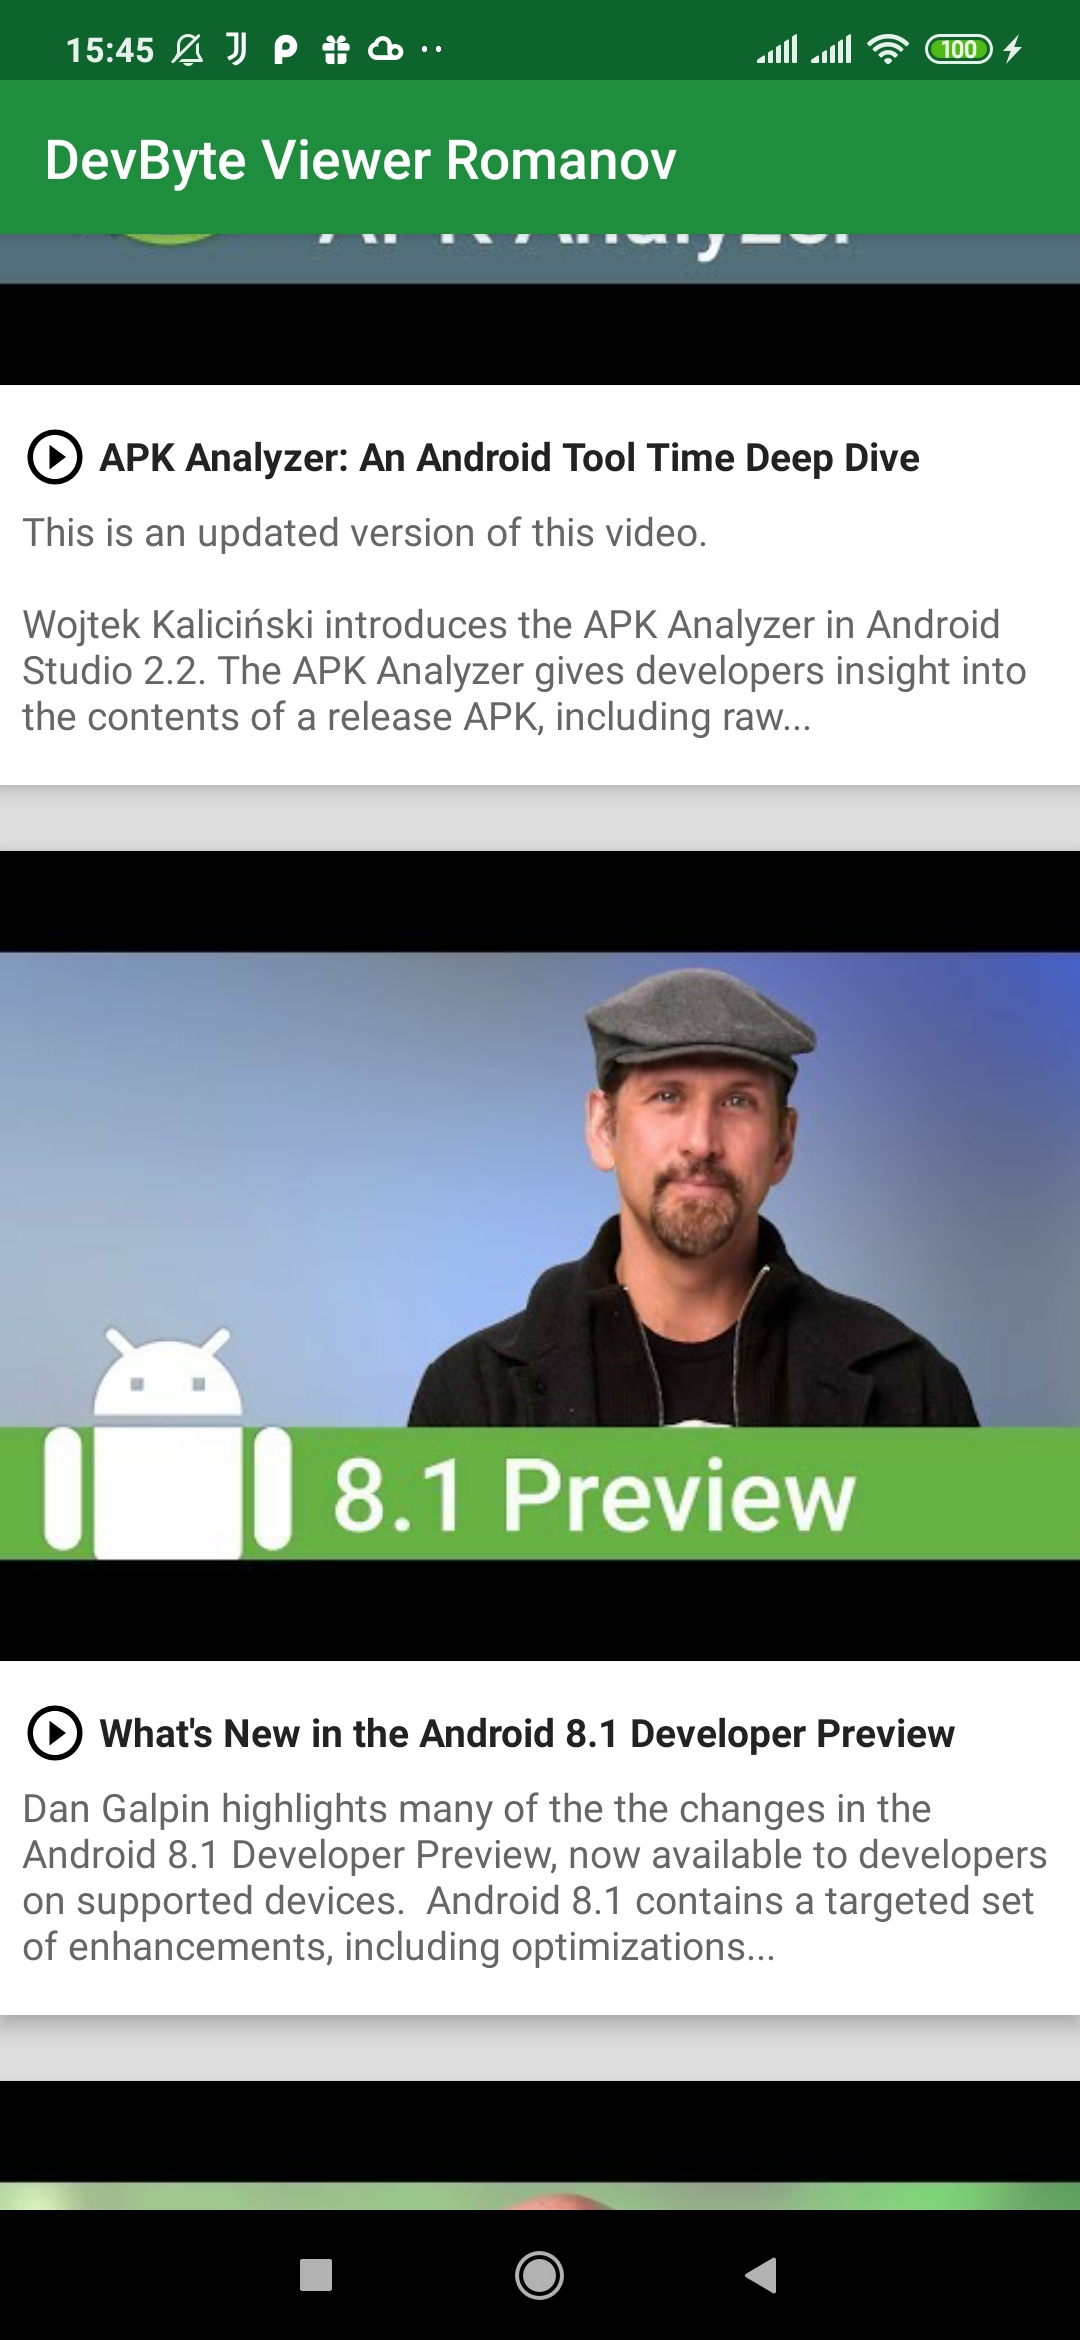 15:45
100
DevByte Viewer Romanov
APK Analyzer
APK Analyzer: An Android Tool Time Deep Dive
This is an updated version of this video.
Wojtek Kaliciński introduces the APK Analyzer in Android
Studio 2.2. The APK Analyzer gives developers insight into
the contents of a release APK, including raw...
8.1 Preview
What's New in the Android 8.1 Developer Preview
Dan Galpin highlights many of the the changes in the
Android 8.1 Developer Preview, now available to developers
on supported devices.  Android 8.1 contains a targeted set
of enhancements, including optimizations...